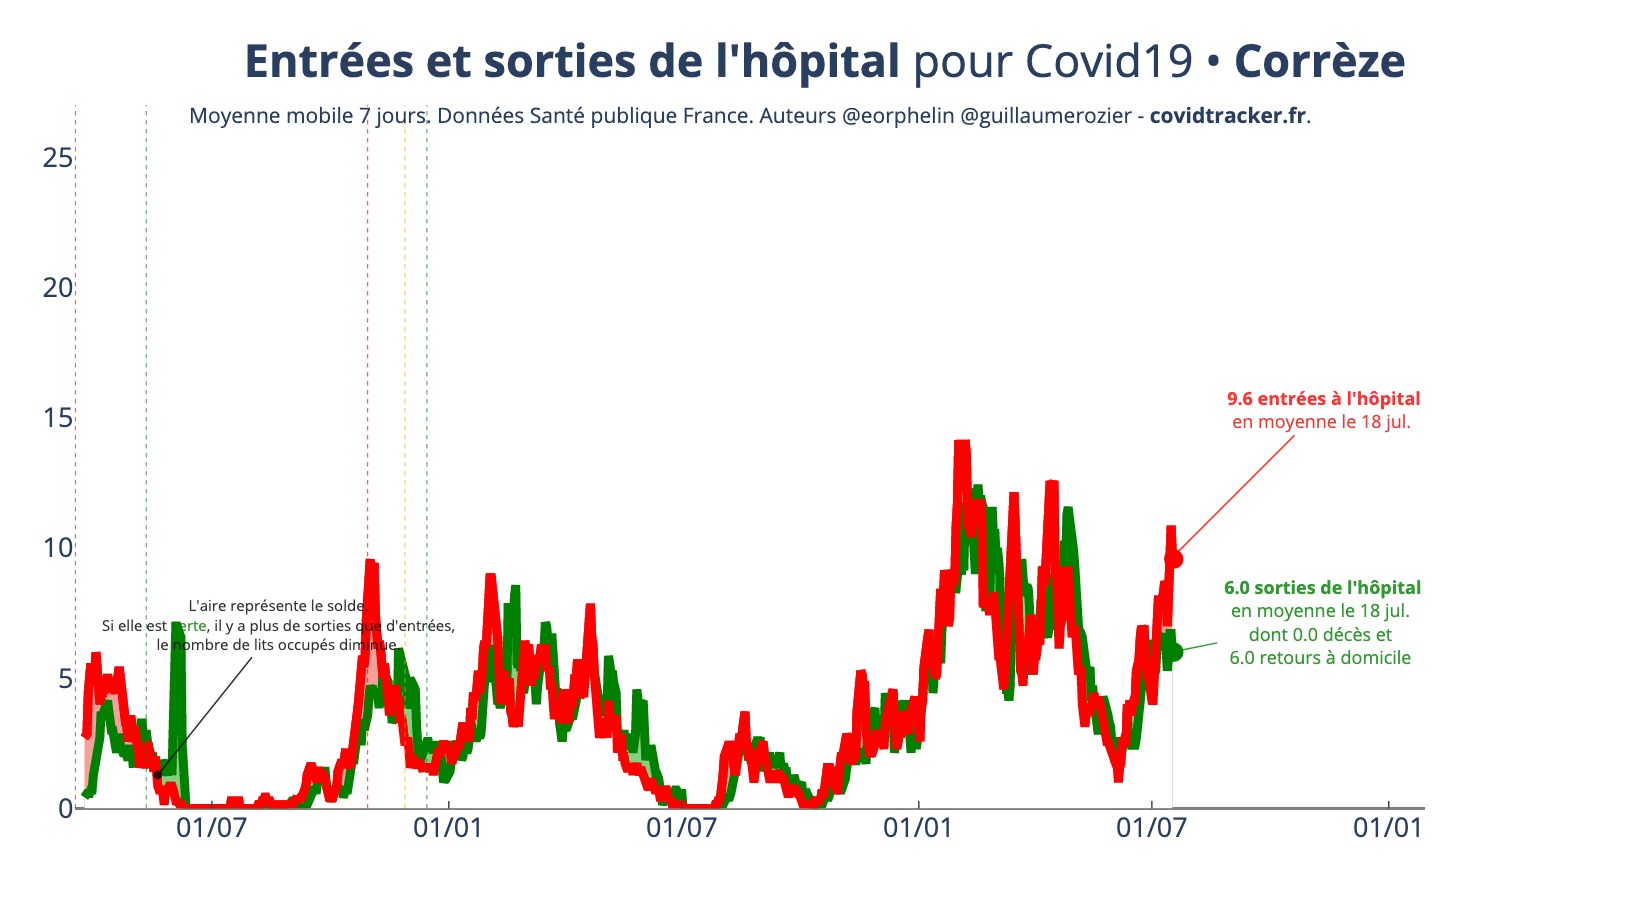 Entrées et sorties de l'hôpital pour Covid19 • Corrèze
Moyenne mobile 7 jours. Données Santé publique France. Auteurs @eorphelin @guillaumerozier - covidtracker.fr.
25
20
15
10
5
0
9.6 entrées à l'hôpital
en moyenne le 18 jul.
6.0 sorties de l'hôpital
en moyenne le 18 jul.
dont 0.0 décès et
6.0 retours à domicile
L'aire représente le solde.
Si elle est verte, il y a plus de sorties que d'entrées,
le nombre de lits occupés diminue.
01/07
01/01
01/07
01/01
01/07
01/01